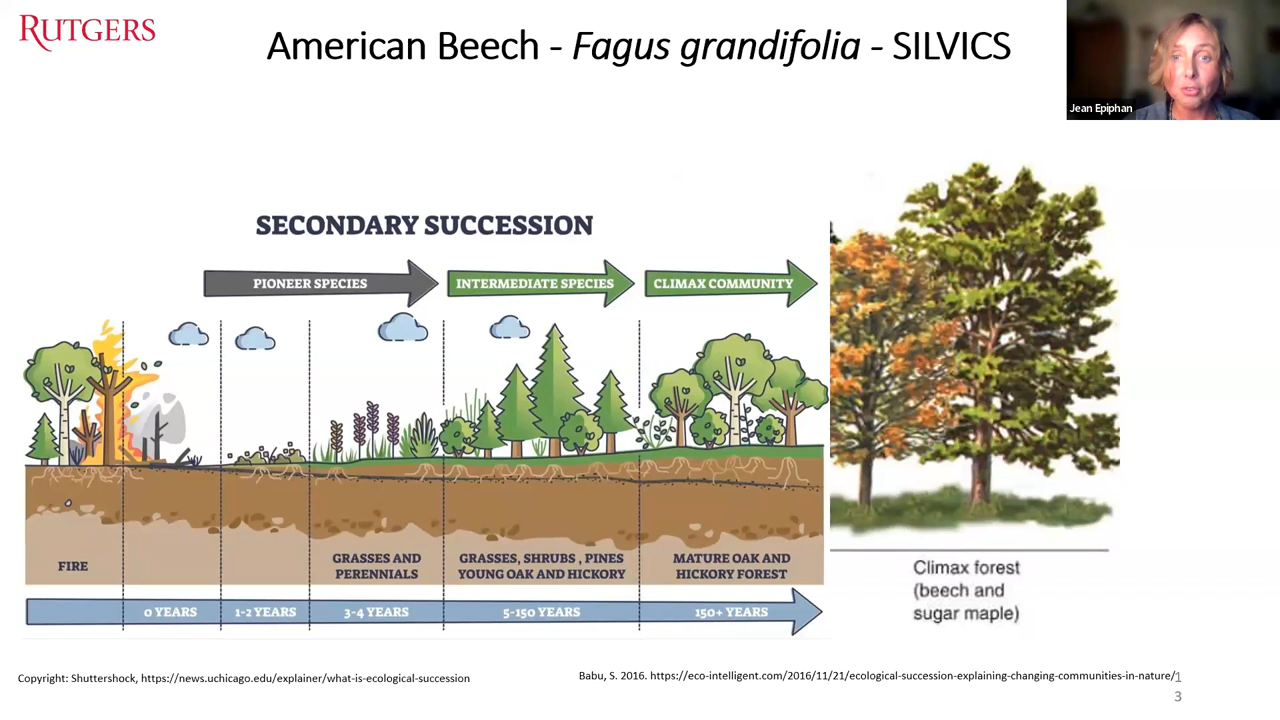 RUTGERS
American Beech - Fagus grandifolia - SILVICS
Jean Epiphan
SECONDARY SUCCESSION
PIONEER SPECIES
INTERMEDIATE SPECIES
CLIMAX COMMUNITY
FIRE
GRASSES AND
PERENNIALS
GRASSES, SHRUBS , PINES
YOUNG OAK AND HICKORY
MATURE OAK AND
HICKORY FOREST
0 YEARS
1-2 YEARS
3-4 YEARS
5-150 YEARS
150+ YEARS
Climax forest
(beech and
sugar maple)
Copyright: Shuttershock, https://news.uchicago.edu/explainer/what-is-ecological-succession
Babu, S. 2016. https://eco-intelligent.com/2016/11/21/ecological-succession-explaining-changing-communities-in-nature/
1
3